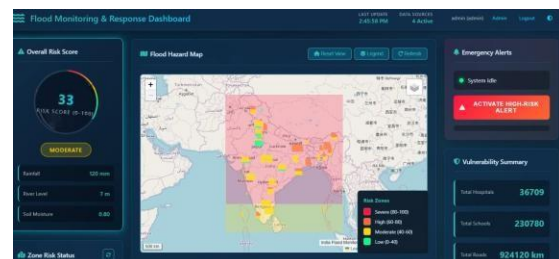 Flood Monitoring & Response Dashboard
LAST UPDATE
2:45:58 PM
DATA SOURCES
4 Active
admin (admin)
Admin
Logout
Overall Risk Score
33
RISK SCORE (0-100)
MODERATE
Rainfall
120 mm
River Level
7 m
Soil Moisture
0.80
Zone Risk Status
Flood Hazard Map
Reset View
Legend
Refresh
+
Risk Zones
Severe (80-100)
High (60-80)
Moderate (40-60)
Low (0-40)
Emergency Alerts
System Idle
ACTIVATE HIGH-RISK
ALERT
Vulnerability Summary
Total Hospitals
36709
Total Schools
230780
Total Roads
924120 km